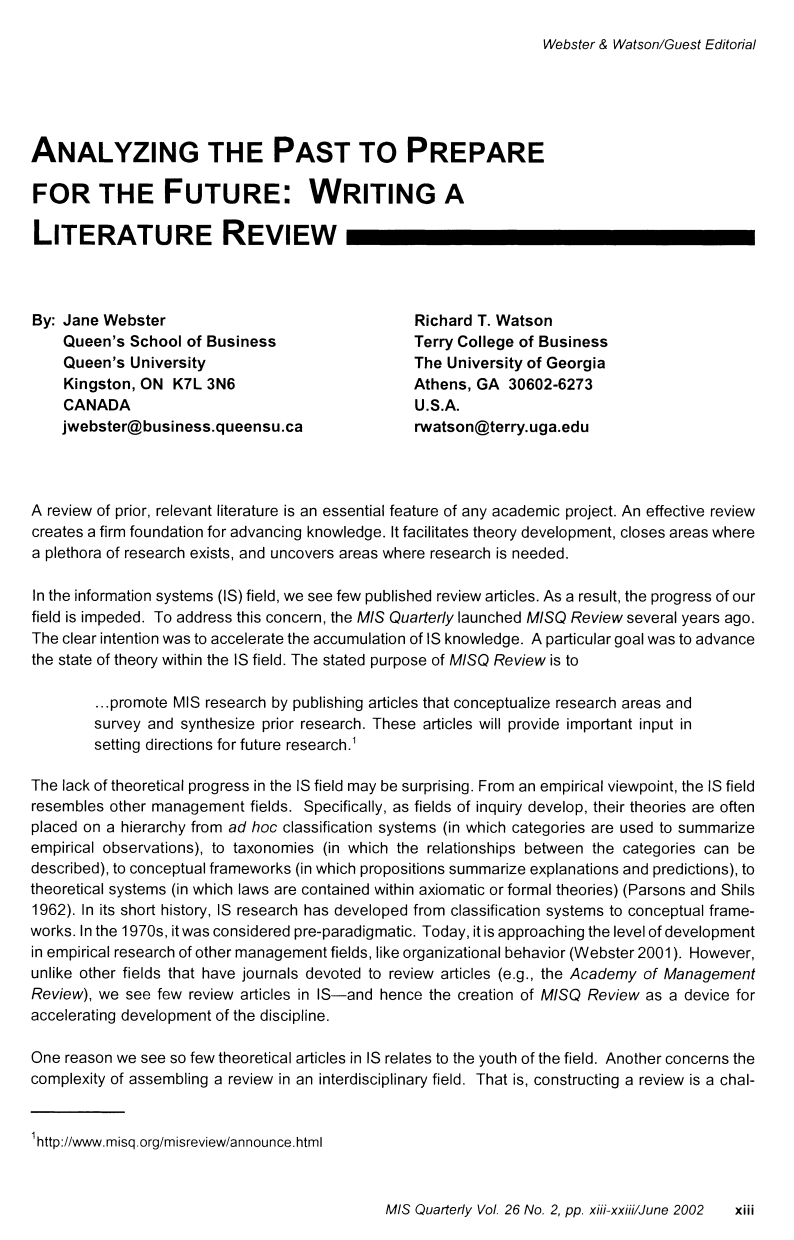 Webster & Watson/Guest Editorial
ANALYZING THE PAST TO PREPARE
FOR THE FUTURE: WRITING A
LITERATURE REVIEW
By: Jane Webster
Queen's School of Business
Queen's University
Kingston, ON K7L 3N6
CANADA
jwebster@business.queensu.ca
Richard T. Watson
Terry College of Business
The University of Georgia
Athens, GA 30602-6273
U.S.A.
rwatson@terry.uga.edu
A review of prior, relevant literature is an essential feature of any academic project. An effective review
creates a firm foundation for advancing knowledge. It facilitates theory development, closes areas where
a plethora of research exists, and uncovers areas where research is needed.
In the information systems (IS) field, we see few published review articles. As a result, the progress of our
field is impeded. To address this concern, the MIS Quarterly launched MISQ Review several years ago.
The clear intention was to accelerate the accumulation of IS knowledge. A particular goal was to advance
the state of theory within the IS field. The stated purpose of MISQ Review is to
...promote MIS research by publishing articles that conceptualize research areas and
survey and synthesize prior research. These articles will provide important input in
setting directions for future research.1
The lack of theoretical progress in the IS field may be surprising. From an empirical viewpoint, the IS field
resembles other management fields. Specifically, as fields of inquiry develop, their theories are often
placed on a hierarchy from ad hoc classification systems (in which categories are used to summarize
empirical observations), to taxonomies (in which the relationships between the categories can be
described), to conceptual frameworks (in which propositions summarize explanations and predictions), to
theoretical systems (in which laws are contained within axiomatic or formal theories) (Parsons and Shils
1962). In its short history, IS research has developed from classification systems to conceptual frame-
works. In the 1970s, it was considered pre-paradigmatic. Today, it is approaching the level of development
in empirical research of other management fields, like organizational behavior (Webster 2001). However,
unlike other fields that have journals devoted to review articles (e.g., the Academy of Management
Review), we see few review articles in IS—and hence the creation of MISQ Review as a device for
accelerating development of the discipline.
One reason we see so few theoretical articles in IS relates to the youth of the field. Another concerns the
complexity of assembling a review in an interdisciplinary field. That is, constructing a review is a chal-
1http://www.misq.org/misreview/announce.html
MIS Quarterly Vol. 26 No. 2, pp. xiii-xxiii/June 2002 xiii